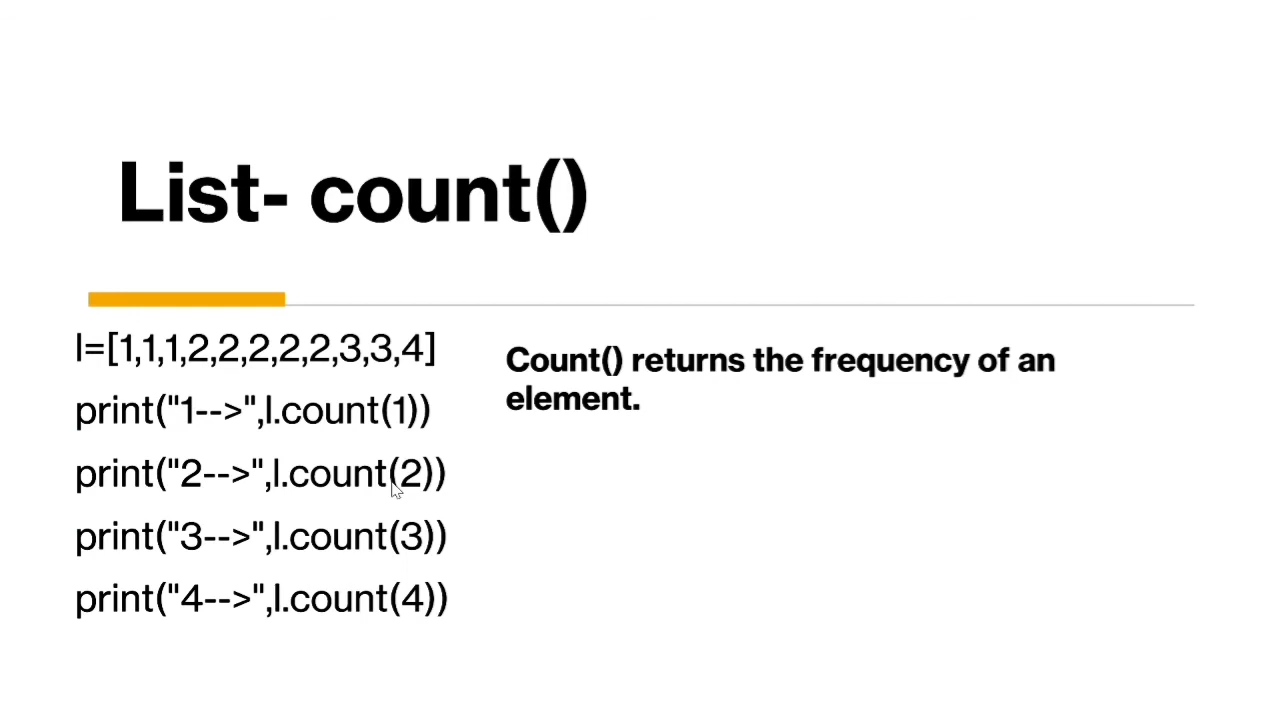 List- count()
l=[1,1,1,2,2,2,2,2,3,3,4]
print("1-->",l.count(1))
print("2-->",l.count(2))
print("3-->",l.count(3))
print("4-->",l.count(4))
Count() returns the frequency of an
element.